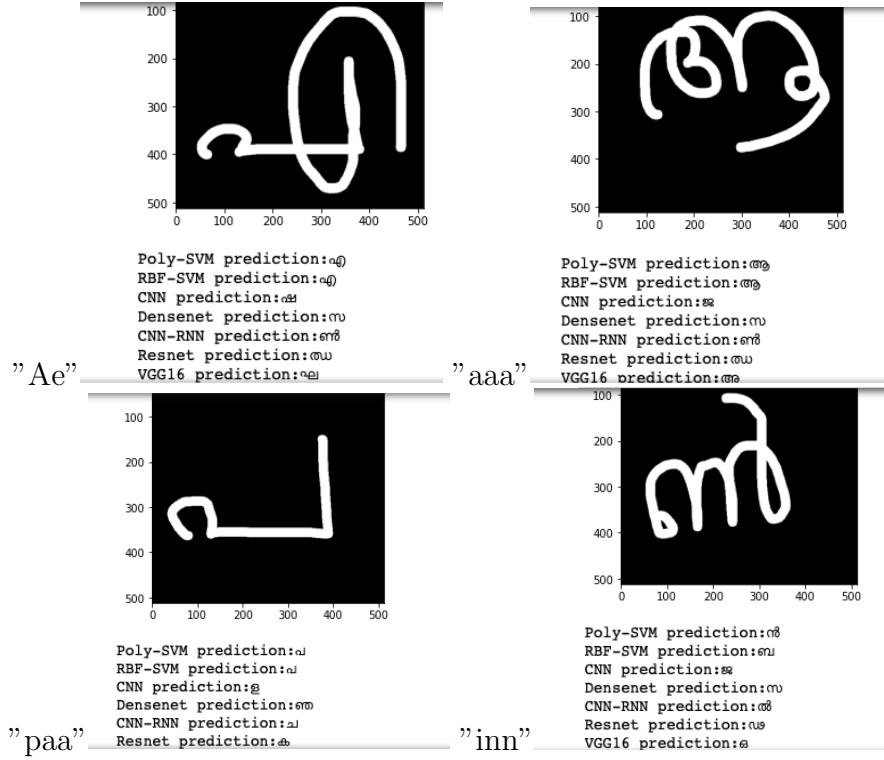 100
200
300
400
500
0 100 200 300 400 500
എ
Poly-SVM prediction:എ
RBF-SVM prediction:എ
CNN prediction:ഷ
Densenet prediction:സ
CNN-RNN prediction:ൺ
Resnet prediction:ഝ
VGG16 prediction:ഘ
"Ae"
100
200
300
400
500
0 100 200 300 400 500
ആ
Poly-SVM prediction:ആ
RBF-SVM prediction:ആ
CNN prediction:ജ
Densenet prediction:സ
CNN-RNN prediction:ൺ
Resnet prediction:ഝ
VGG16 prediction:അ
"aaa"
100
200
300
400
500
0 100 200 300 400 500
പ
Poly-SVM prediction:പ
RBF-SVM prediction:പ
CNN prediction:ള
Densenet prediction:ഞ
CNN-RNN prediction:ച
Resnet prediction:ക
"paa"
100
200
300
400
500
0 100 200 300 400 500
ൺ
Poly-SVM prediction:ൻ
RBF-SVM prediction:ബ
CNN prediction:ജ
Densenet prediction:സ
CNN-RNN prediction:ൽ
Resnet prediction:
VGG16 prediction:ഒ
"inn"